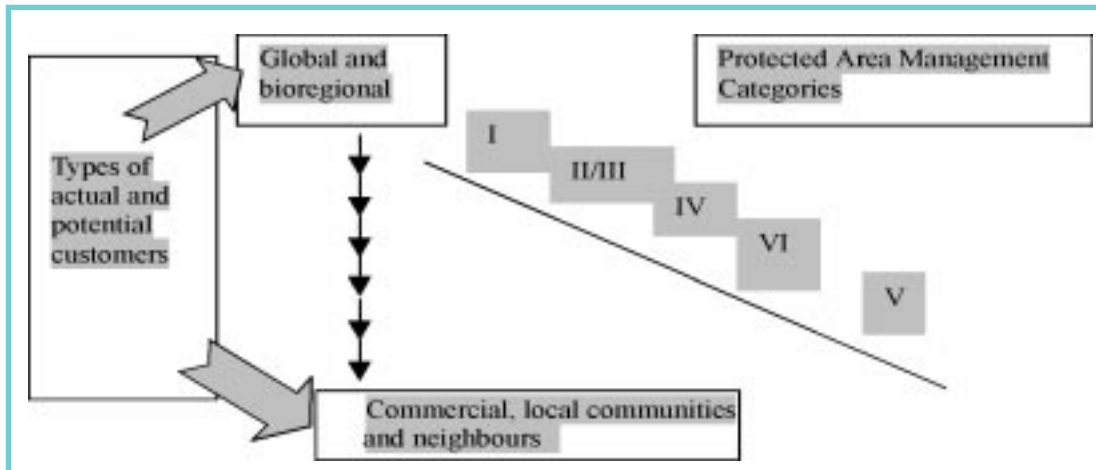 Global and
bioregional
Protected Area Management
Categories
Types of
actual and
potential
customers
I
II/III
IV
VI
V
Commercial, local communities
and neighbours